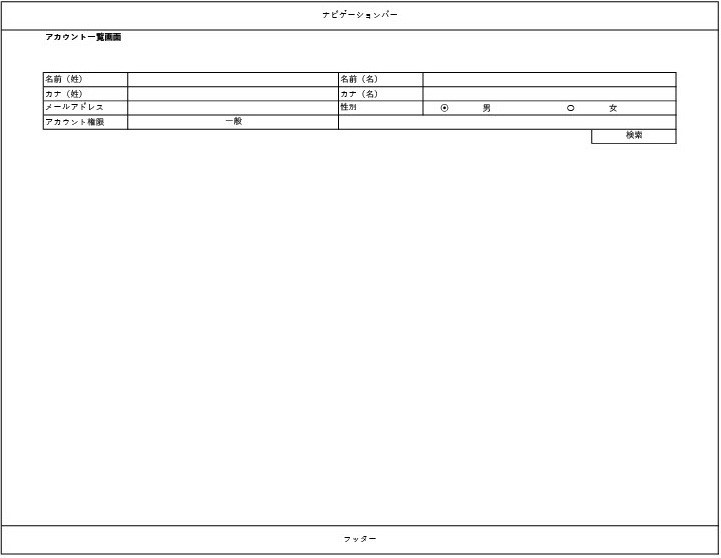 ナビゲーションバー
アカウント一覧画面
名前（姓） 名前（名）
カナ（姓） カナ（名）
メールアドレス 性別 男 女
アカウント権限 一般
検索
フッター